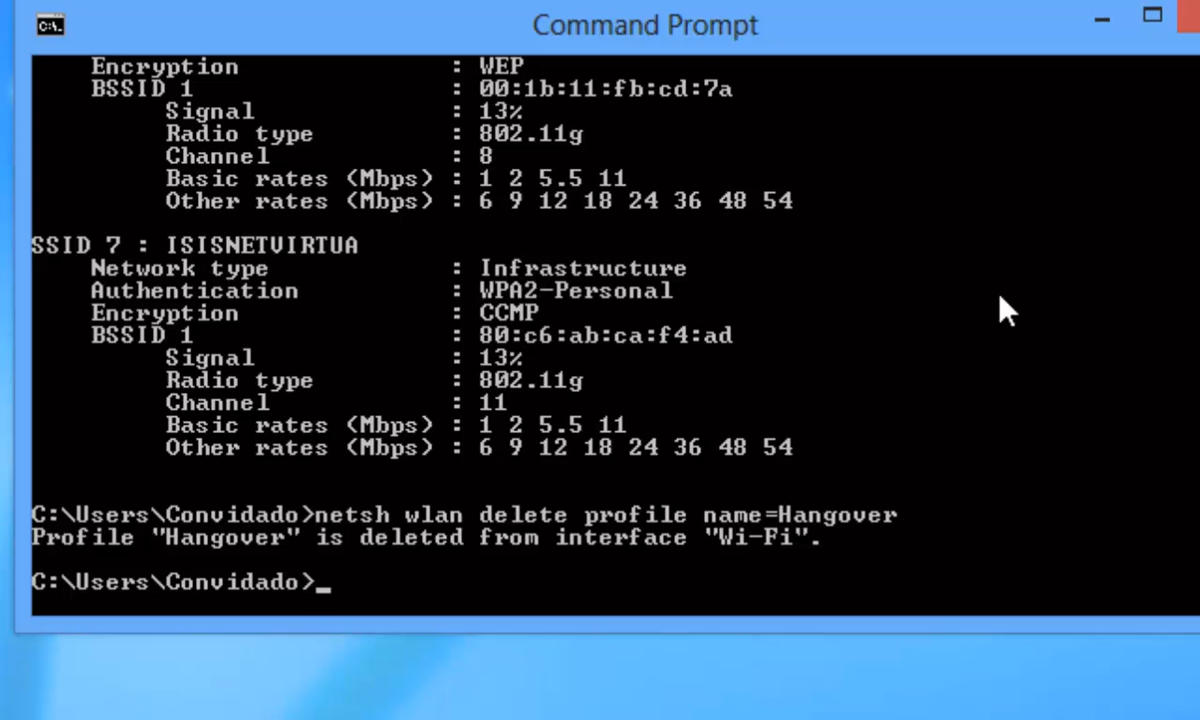 Command Prompt
Encryption : WEP
BSSID 1 : 00:1b:11:fb:cd:7a
Signal : 13%
Radio type : 802.11g
Channel : 8
Basic rates (Mbps) : 1 2 5.5 11
Other rates (Mbps) : 6 9 12 18 24 36 48 54
SSID 7 : ISISNETVIRTUA
Network type : Infrastructure
Authentication : WPA2-Personal
Encryption : CCMP
BSSID 1 : 80:c6:ab:ca:f4:ad
Signal : 13%
Radio type : 802.11g
Channel : 11
Basic rates (Mbps) : 1 2 5.5 11
Other rates (Mbps) : 6 9 12 18 24 36 48 54
C:\Users\Convidado>netsh wlan delete profile name=Hangover
Profile "Hangover" is deleted from interface "Wi-Fi".
C:\Users\Convidado>_